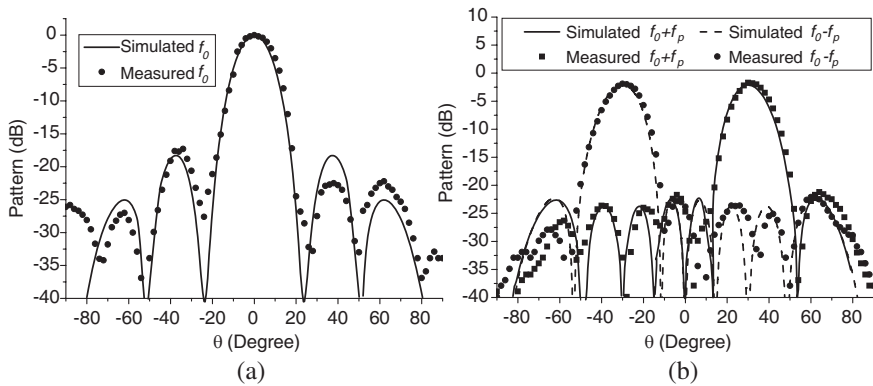 Simulated f₀
Measured f₀
Pattern (dB)
0
-5
-10
-15
-20
-25
-30
-35
-40
-80 -60 -40 -20 0 20 40 60 80
θ (Degree)
(a)
Simulated f₀+fₚ
Simulated f₀-fₚ
Measured f₀+fₚ
Measured f₀-fₚ
Pattern (dB)
10
5
0
-5
-10
-15
-20
-25
-30
-35
-40
-80 -60 -40 -20 0 20 40 60 80
θ (Degree)
(b)